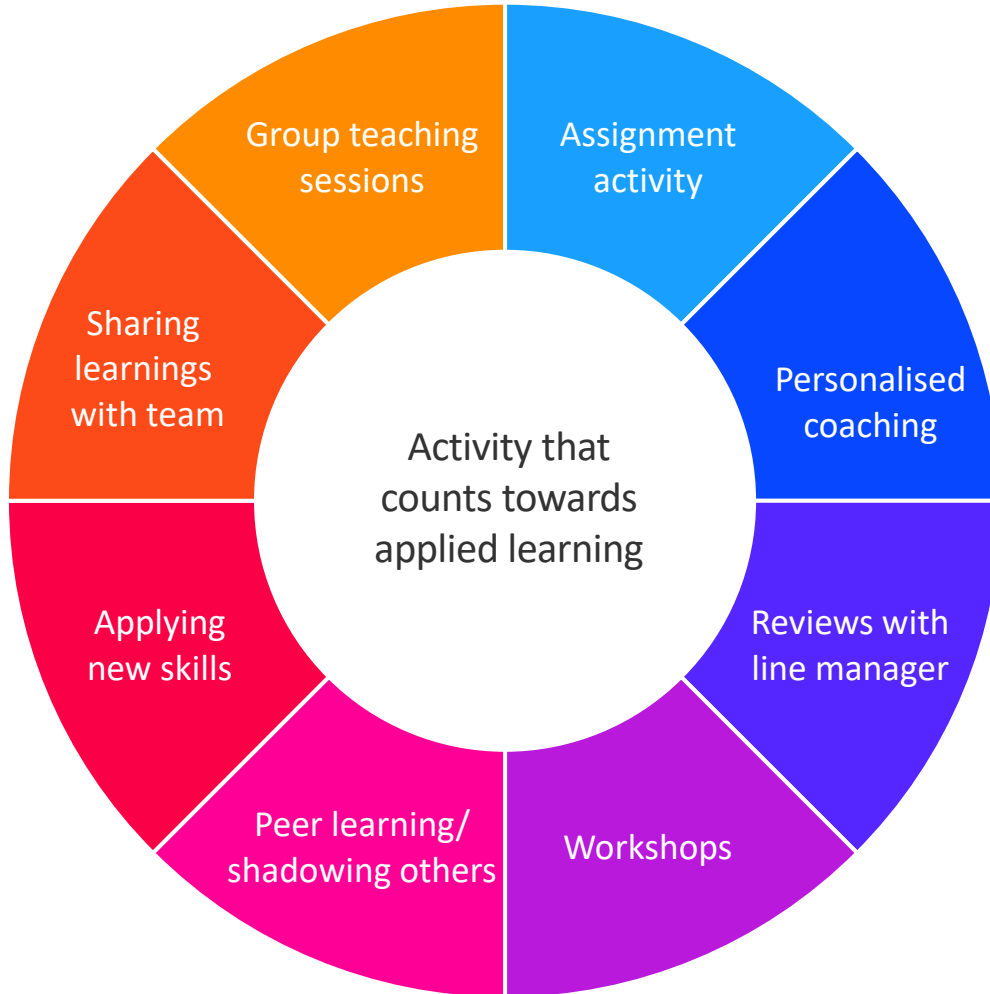 Group teaching
sessions
Assignment
activity
Sharing
learnings
with team
Personalised
coaching
Activity that
counts towards
applied learning
Applying
new skills
Reviews with
line manager
Peer learning/
shadowing others
Workshops